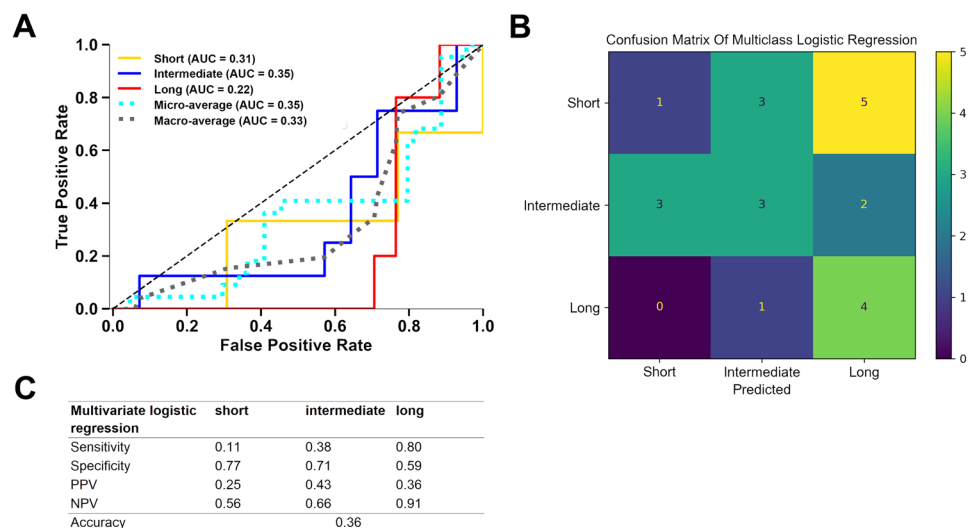 A
1.0
0.8
0.6
0.4
0.2
0.0
True Positive Rate
Short (AUC = 0.31)
Intermediate (AUC = 0.35)
Long (AUC = 0.22)
Micro-average (AUC = 0.35)
Macro-average (AUC = 0.33)
0.0 0.2 0.4 0.6 0.8 1.0
False Positive Rate
B
Confusion Matrix Of Multiclass Logistic Regression
Short 1 3 5
Intermediate 3 3 2
Long 0 1 4
Short Intermediate Long
Predicted
5
4
3
2
1
0
C
Multivariate logistic regression short intermediate long
Sensitivity 0.11 0.38 0.80
Specificity 0.77 0.71 0.59
PPV 0.25 0.43 0.36
NPV 0.56 0.66 0.91
Accuracy 0.36